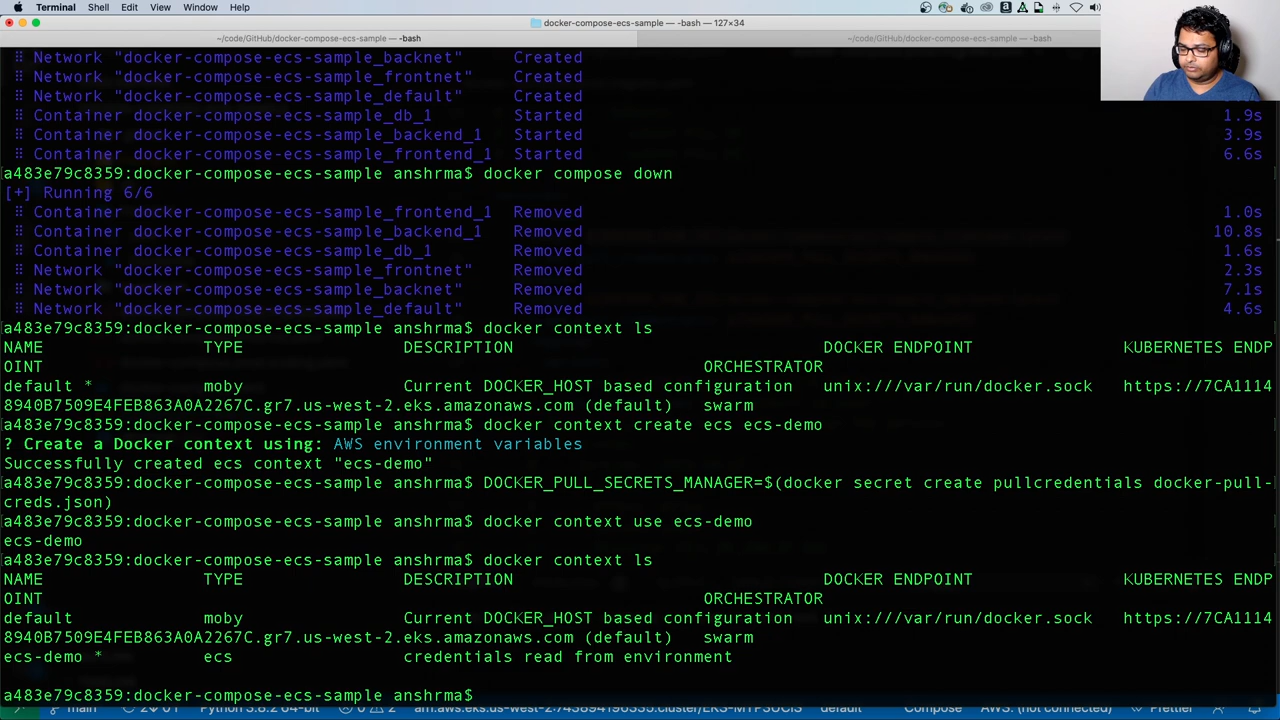 Terminal Shell Edit View Window Help
docker-compose-ecs-sample — -bash — 127×34
~/code/GitHub/docker-compose-ecs-sample — -bash
~/code/GitHub/docker-compose-ecs-sample — -bash
⠿ Network "docker-compose-ecs-sample_backnet" Created
⠿ Network "docker-compose-ecs-sample_frontnet" Created
⠿ Network "docker-compose-ecs-sample_default" Created
⠿ Container docker-compose-ecs-sample_db_1 Started 1.9s
⠿ Container docker-compose-ecs-sample_backend_1 Started 3.9s
⠿ Container docker-compose-ecs-sample_frontend_1 Started 6.6s
[a483e79c8359:docker-compose-ecs-sample anshrma$ docker compose down
[+] Running 6/6
⠿ Container docker-compose-ecs-sample_frontend_1 Removed 1.0s
⠿ Container docker-compose-ecs-sample_backend_1 Removed 10.8s
⠿ Container docker-compose-ecs-sample_db_1 Removed 1.6s
⠿ Network "docker-compose-ecs-sample_frontnet" Removed 2.3s
⠿ Network "docker-compose-ecs-sample_backnet" Removed 7.1s
⠿ Network "docker-compose-ecs-sample_default" Removed 4.6s
[a483e79c8359:docker-compose-ecs-sample anshrma$ docker context ls
NAME TYPE DESCRIPTION DOCKER ENDPOINT KUBERNETES ENDP
OINT ORCHESTRATOR
default * moby Current DOCKER_HOST based configuration unix:///var/run/docker.sock https://7CA1114
8940B7509E4FEB863A0A2267C.gr7.us-west-2.eks.amazonaws.com (default) swarm
[a483e79c8359:docker-compose-ecs-sample anshrma$ docker context create ecs ecs-demo
? Create a Docker context using: AWS environment variables
Successfully created ecs context "ecs-demo"
[a483e79c8359:docker-compose-ecs-sample anshrma$ DOCKER_PULL_SECRETS_MANAGER=$(docker secret create pullcredentials docker-pull-
creds.json)
[a483e79c8359:docker-compose-ecs-sample anshrma$ docker context use ecs-demo
ecs-demo
[a483e79c8359:docker-compose-ecs-sample anshrma$ docker context ls
NAME TYPE DESCRIPTION DOCKER ENDPOINT KUBERNETES ENDP
OINT ORCHESTRATOR
default moby Current DOCKER_HOST based configuration unix:///var/run/docker.sock https://7CA1114
8940B7509E4FEB863A0A2267C.gr7.us-west-2.eks.amazonaws.com (default) swarm
ecs-demo * ecs credentials read from environment
a483e79c8359:docker-compose-ecs-sample anshrma$
main Python 3.8.2 64-bit default Compose AWS: (not connected) Prettier